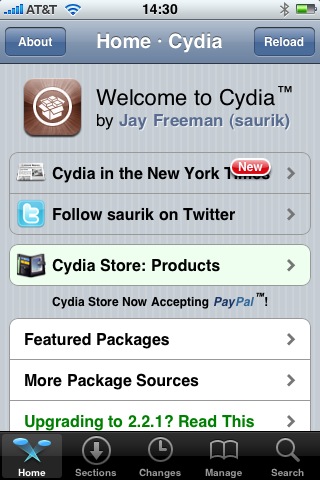 AT&T 14:30
About Home · Cydia Reload
Welcome to Cydia™
by Jay Freeman (saurik)
Cydia in the New York Times New
Follow saurik on Twitter
Cydia Store: Products
Cydia Store Now Accepting PayPal™!
Featured Packages
More Package Sources
Upgrading to 2.2.1? Read This
Home Sections Changes Manage Search